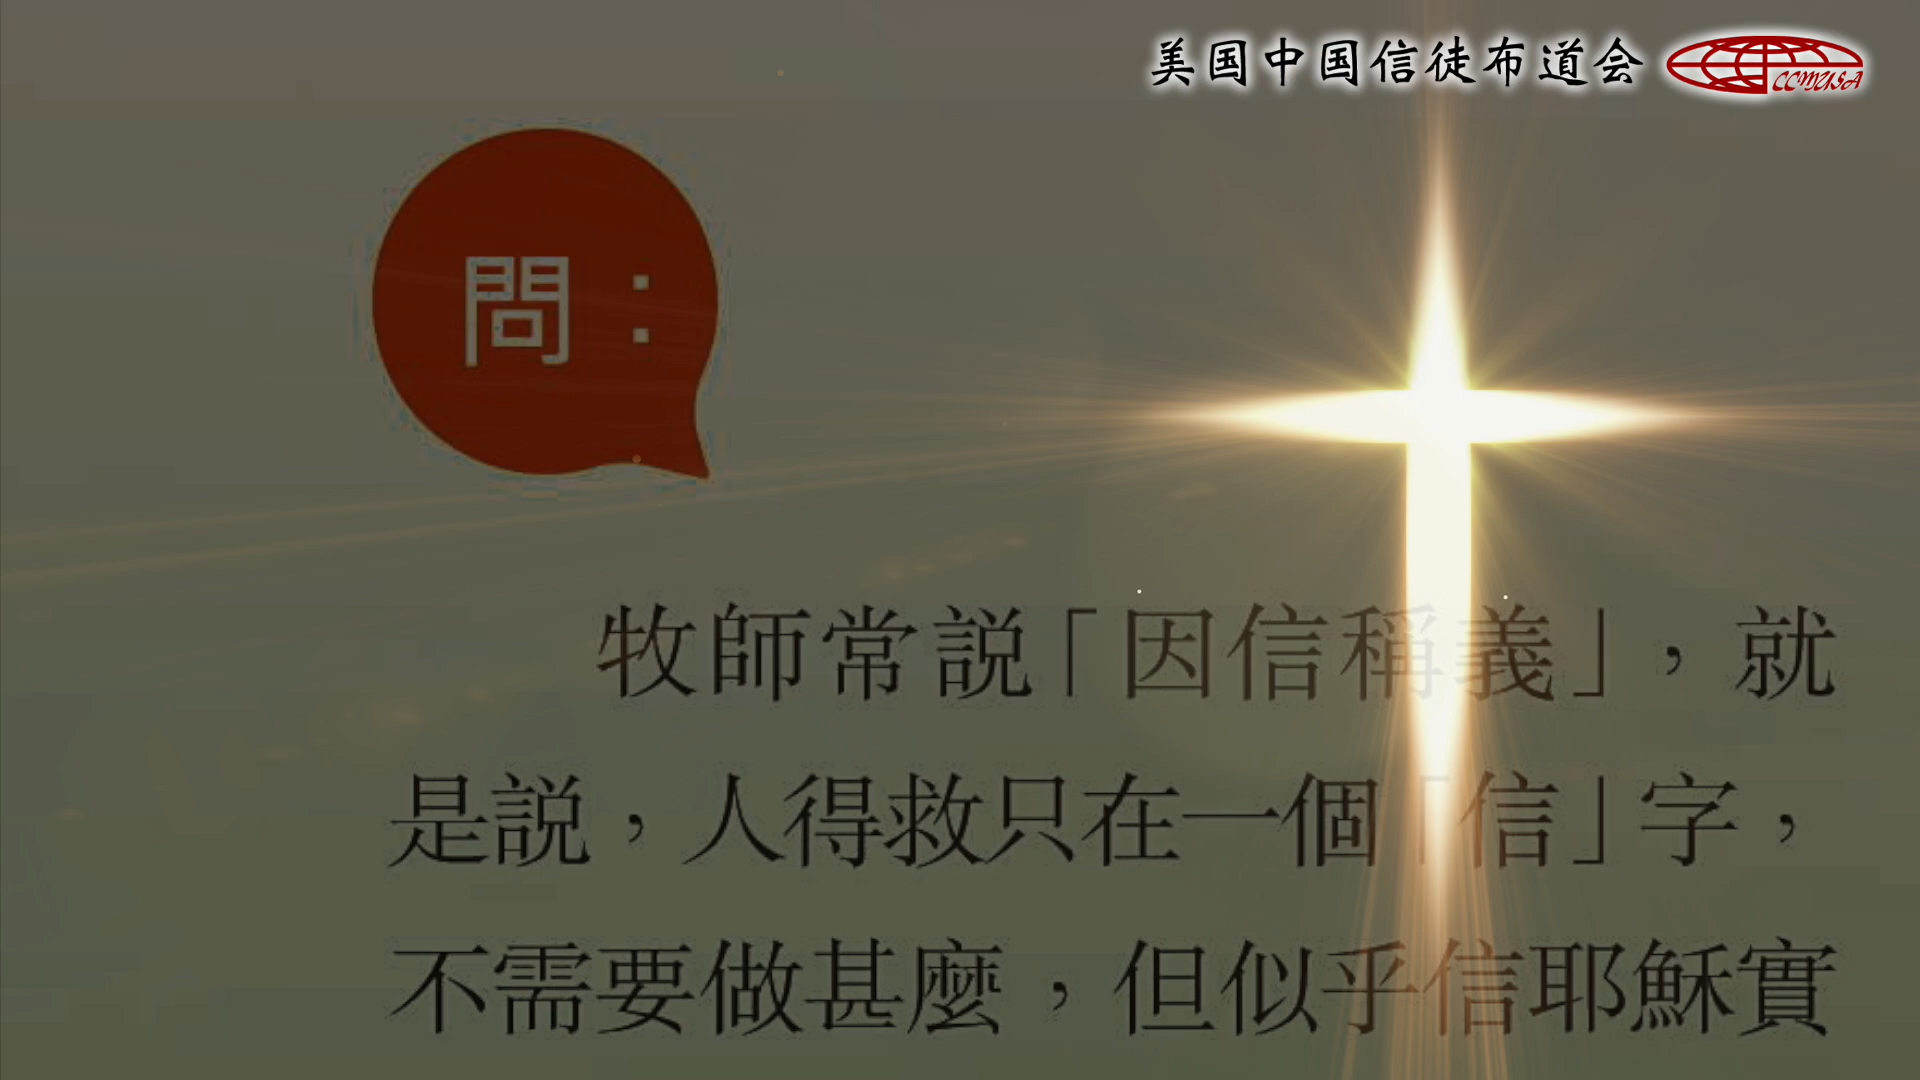 美国中国信徒布道会
CCMUSA
問：
牧師常説「因信稱義」，就
是説，人得救只在一個「信」字，
不需要做甚麼，但似乎信耶穌實